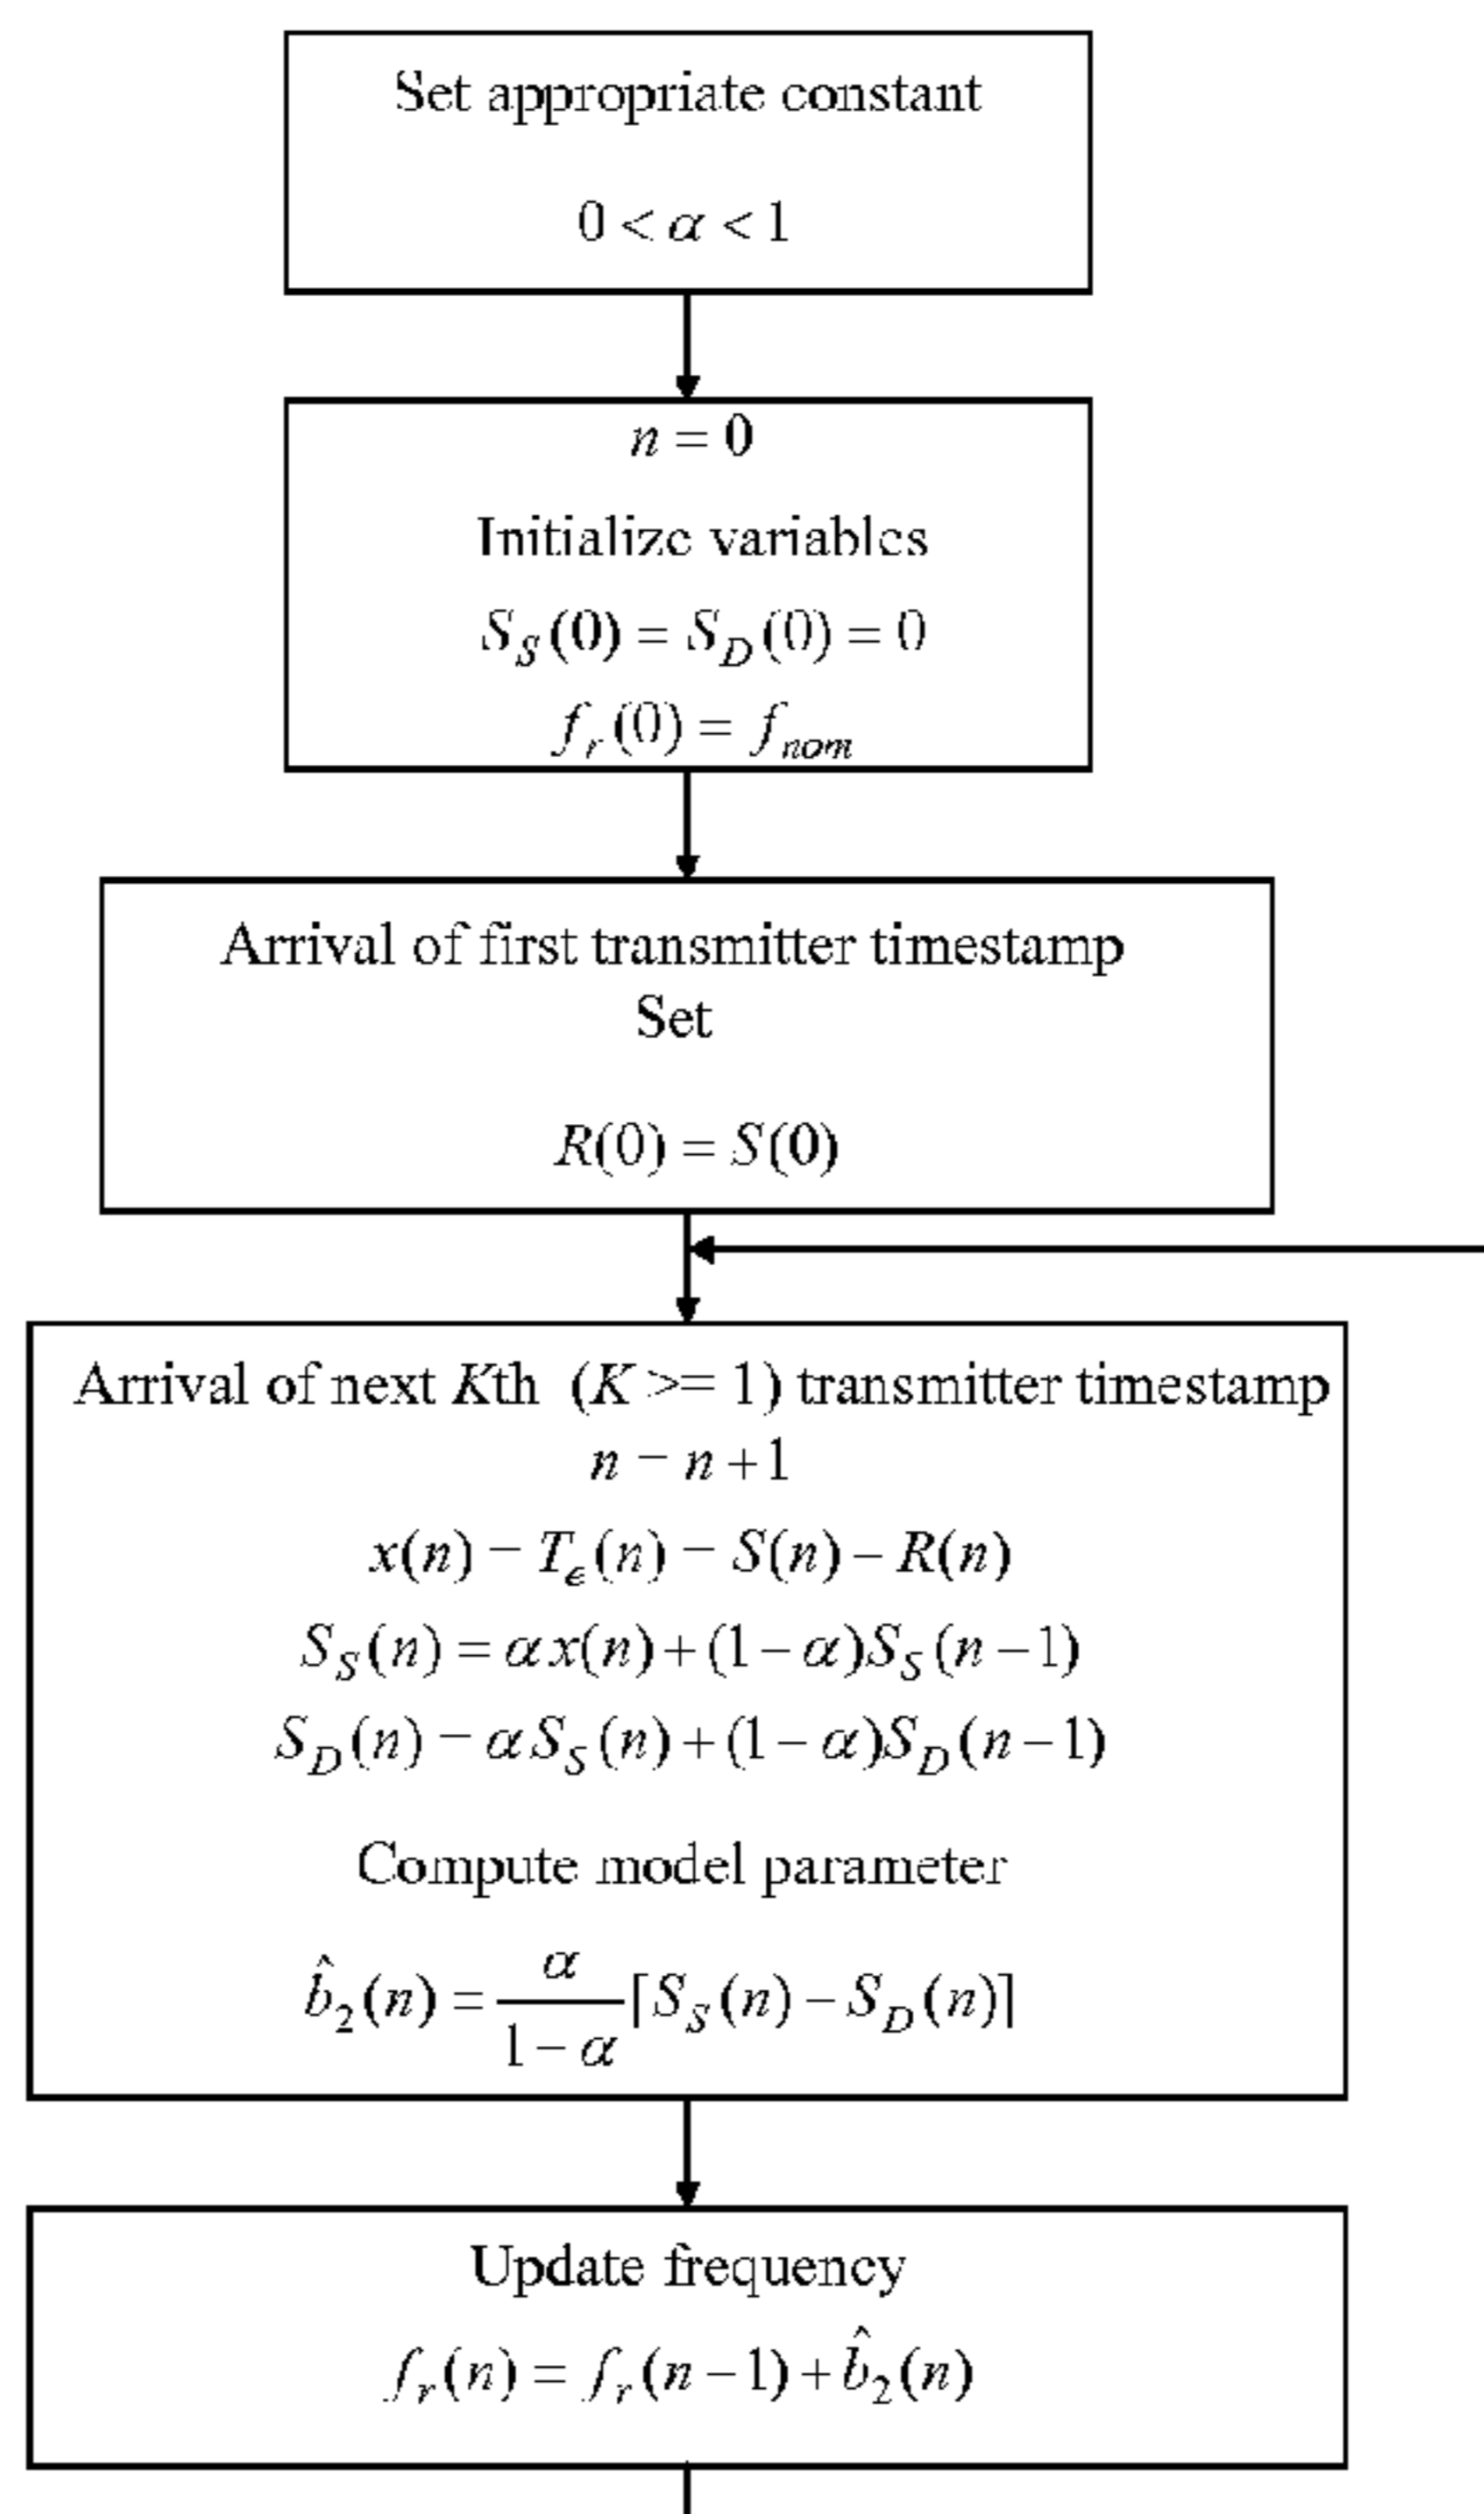 Set appropriate constant
0 < α < 1
n = 0
Initialize variables
S_S(0) = S_D(0) = 0
f_r(0) = f_nom
Arrival of first transmitter timestamp
Set
R(0) = S(0)
Arrival of next Kth (K >= 1) transmitter timestamp
n = n + 1
x(n) = T_ε(n) = S(n) − R(n)
S_S(n) = αx(n) + (1 − α)S_S(n − 1)
S_D(n) = αS_S(n) + (1 − α)S_D(n − 1)
Compute model parameter
b̂_2(n) = α/(1 − α) [S_S(n) − S_D(n)]
Update frequency
f_r(n) = f_r(n − 1) + b̂_2(n)